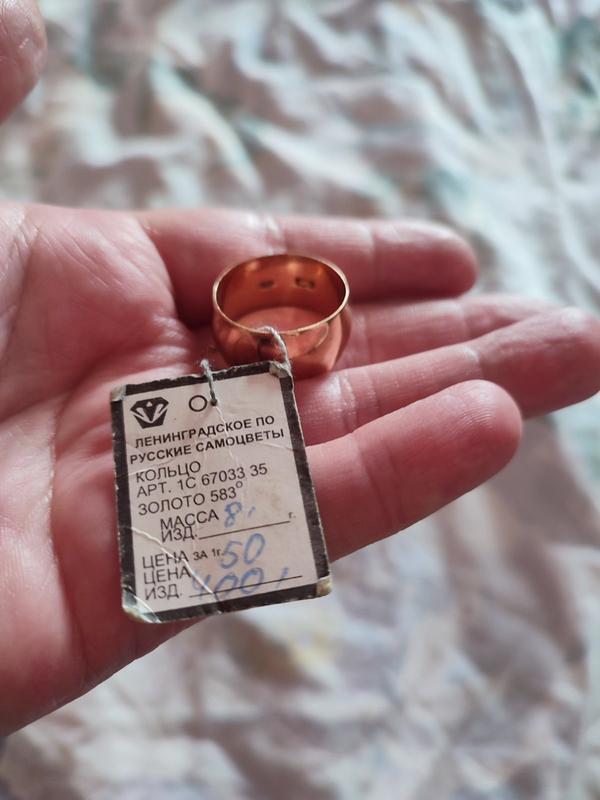 ЛЕНИНГРАДСКОЕ ПО
РУССКИЕ САМОЦВЕТЫ
КОЛЬЦО
АРТ. 1С 67033 35
ЗОЛОТО 583°
МАССА 8,
ИЗД. г.
ЦЕНА ЗА 1г. 50
ЦЕНА
ИЗД. 400